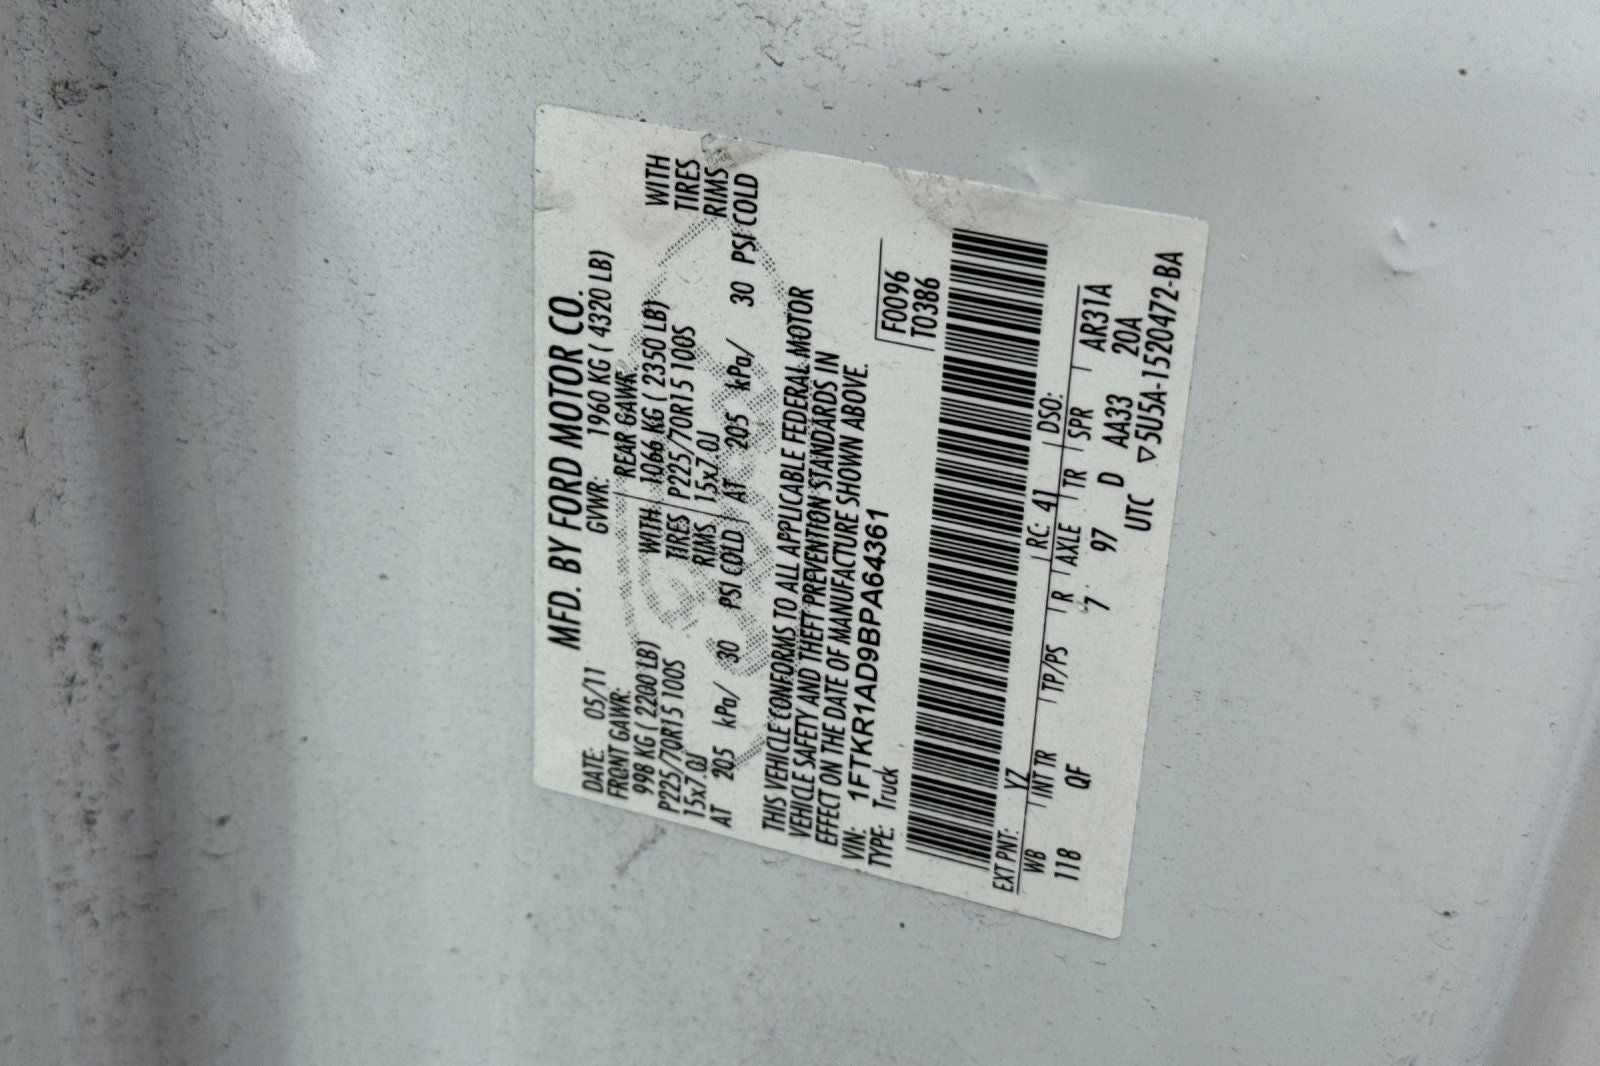 MFD. BY FORD MOTOR CO.
DATE: 05/11 GVWR: 1960 KG ( 4320 LB)
FRONT GAWR: REAR GAWR:
998 KG ( 2200 LB) WITH 1066 KG ( 2350 LB) WITH
P225/70R15 100S TIRES P225/70R15 100S TIRES
15x7.0J RIMS 15x7.0J RIMS
AT 205 kPa/ 30 PSI COLD AT 205 kPa/ 30 PSI COLD
THIS VEHICLE CONFORMS TO ALL APPLICABLE FEDERAL MOTOR
VEHICLE SAFETY AND THEFT PREVENTION STANDARDS IN
EFFECT ON THE DATE OF MANUFACTURE SHOWN ABOVE.
VIN: 1FTKR1AD9BPA64361 F0096
TYPE: Truck T0386
EXT PNT: YZ RC: 41 DSO:
WB INT TR TP/PS R AXLE TR SPR AR31A
118 QF 7 97 D AA33 20A
UTC ▽5U5A-1520472-BA